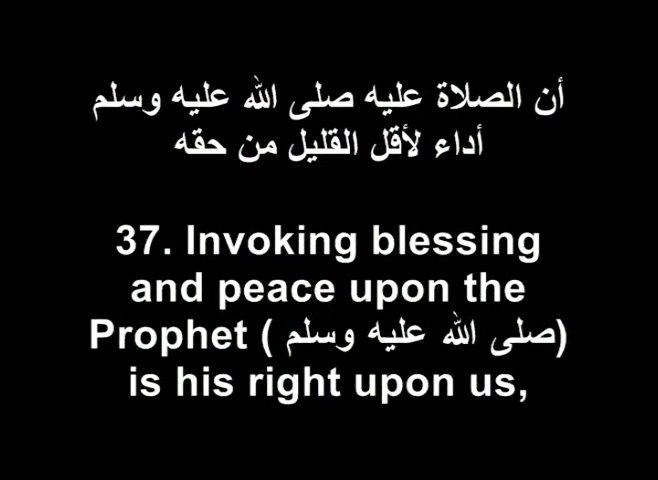 أن الصلاة عليه صلى الله عليه وسلم
أداء لأقل القليل من حقه
37. Invoking blessing
and peace upon the
Prophet ( صلى الله عليه وسلم)
is his right upon us,